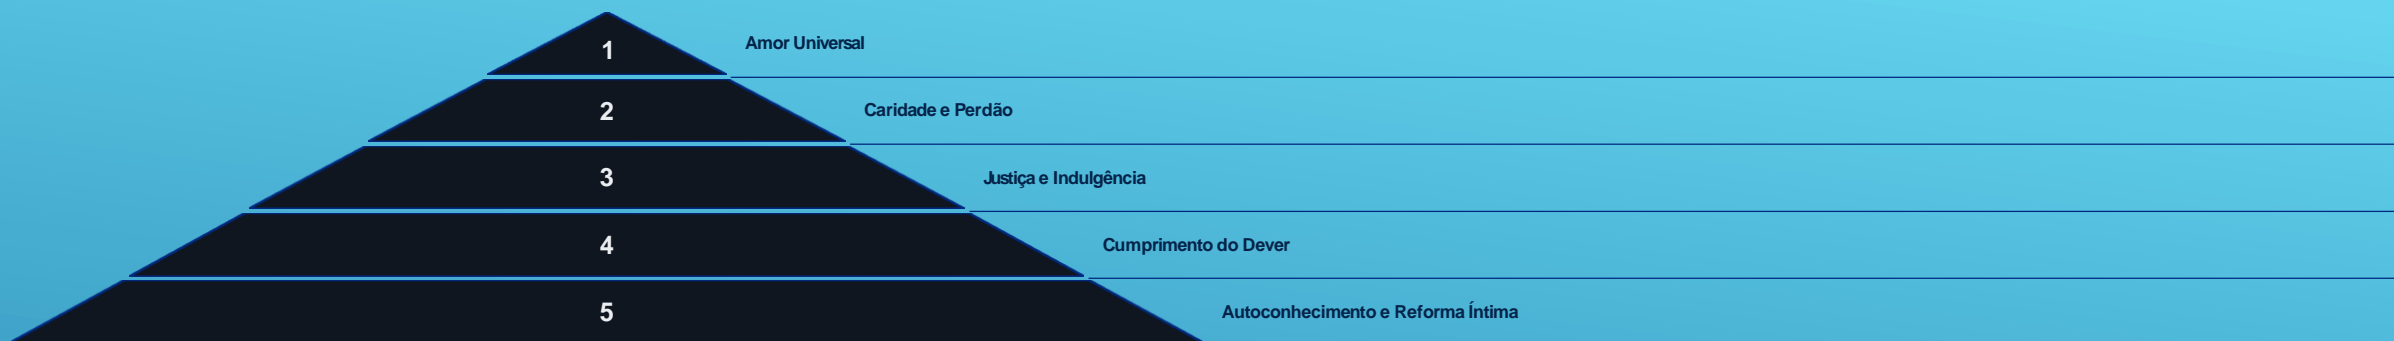 1
Amor Universal
2
Caridade e Perdão
3
Justiça e Indulgência
4
Cumprimento do Dever
5
Autoconhecimento e Reforma Íntima